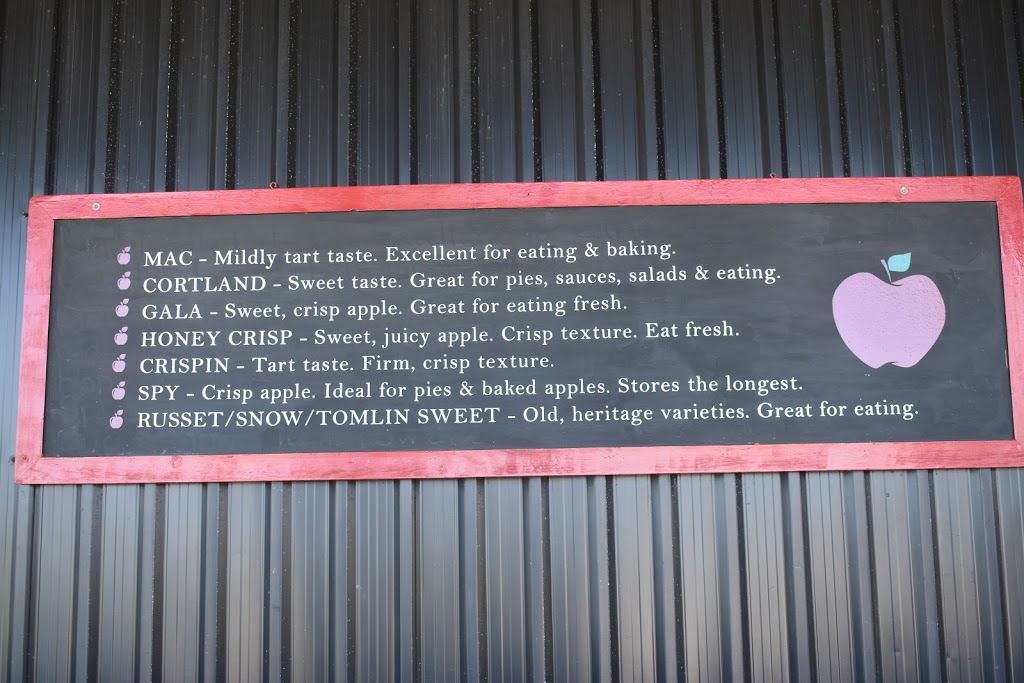 MAC - Mildly tart taste. Excellent for eating & baking.
CORTLAND - Sweet taste. Great for pies, sauces, salads & eating.
GALA - Sweet, crisp apple. Great for eating fresh.
HONEY CRISP - Sweet, juicy apple. Crisp texture. Eat fresh.
CRISPIN - Tart taste. Firm, crisp texture.
SPY - Crisp apple. Ideal for pies & baked apples. Stores the longest.
RUSSET/SNOW/TOMLIN SWEET - Old, heritage varieties. Great for eating.